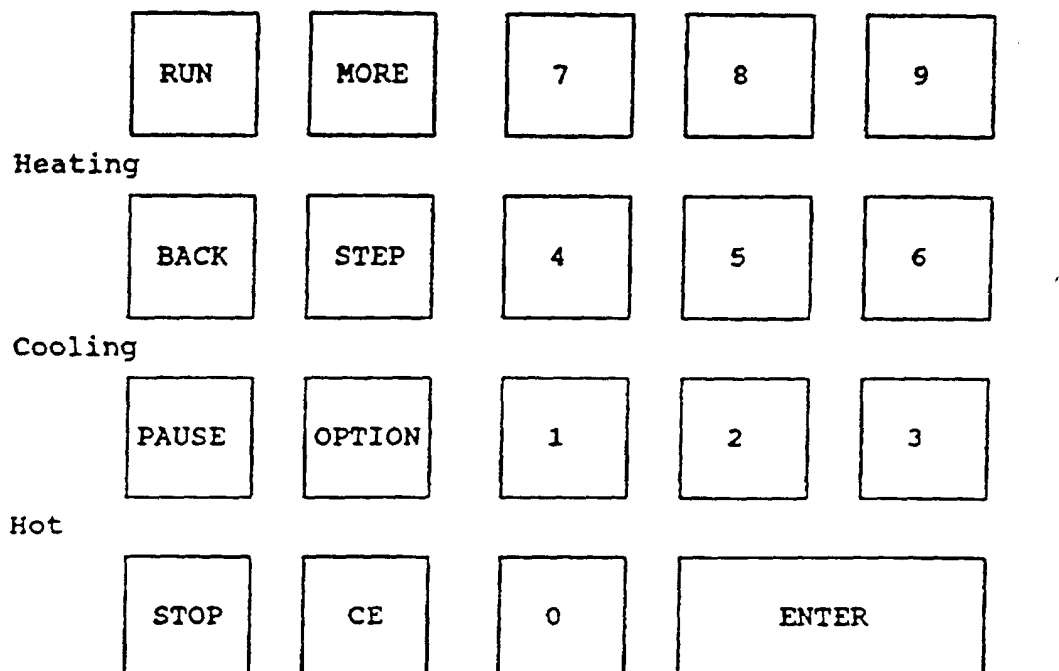 RUN MORE 7 8 9
Heating
BACK STEP 4 5 6
Cooling
PAUSE OPTION 1 2 3
Hot
STOP CE 0 ENTER